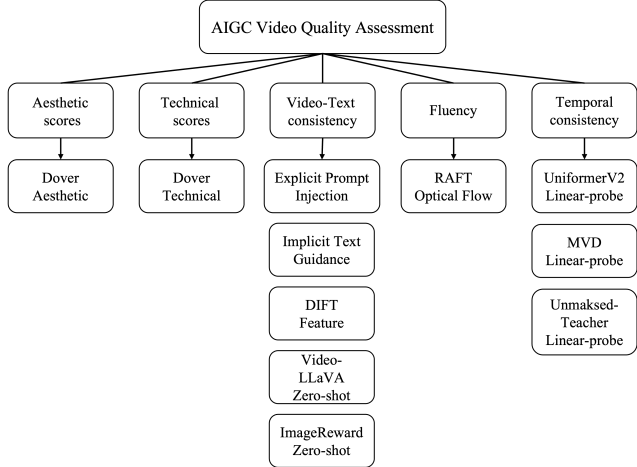 AIGC Video Quality Assessment
Aesthetic
scores
Technical
scores
Video-Text
consistency
Fluency
Temporal
consistency
Dover
Aesthetic
Dover
Technical
Explicit Prompt
Injection
RAFT
Optical Flow
UniformerV2
Linear-probe
Implicit Text
Guidance
MVD
Linear-probe
DIFT
Feature
Unmaksed-
Teacher
Linear-probe
Video-
LLaVA
Zero-shot
ImageReward
Zero-shot